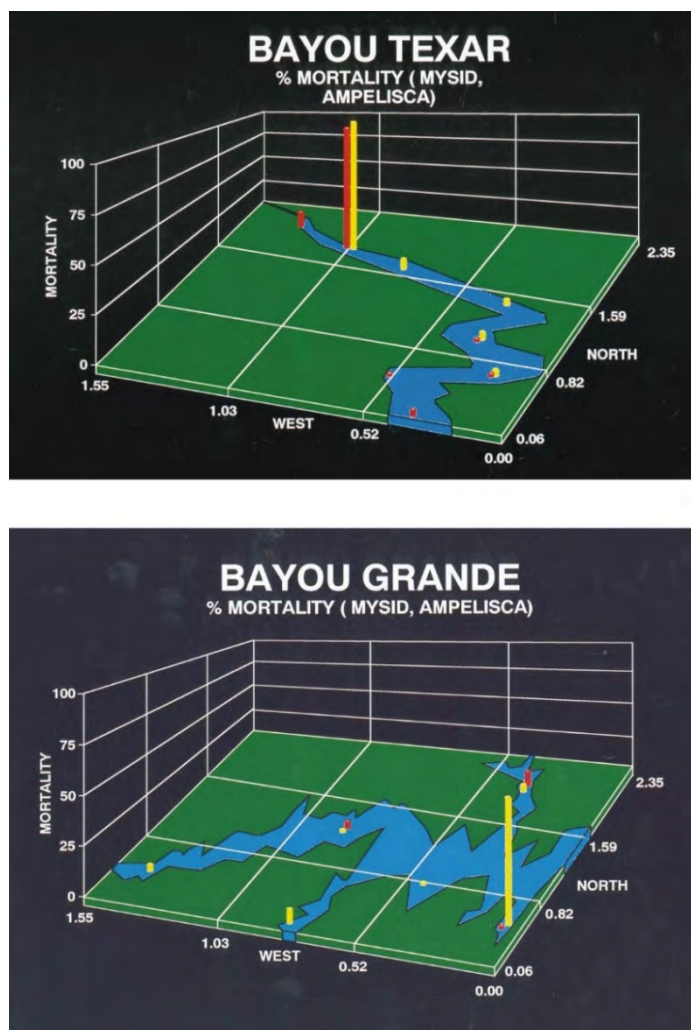 BAYOU TEXAR
% MORTALITY ( MYSID,
AMPELISCA)
100
75
50
25
0
MORTALITY
1.55
1.03
WEST
0.52
0.00
0.06
0.82
NORTH
1.59
2.35
BAYOU GRANDE
% MORTALITY ( MYSID, AMPELISCA)
100
75
50
25
0
MORTALITY
1.55
1.03
WEST
0.52
0.00
0.06
0.82
NORTH
1.59
2.35